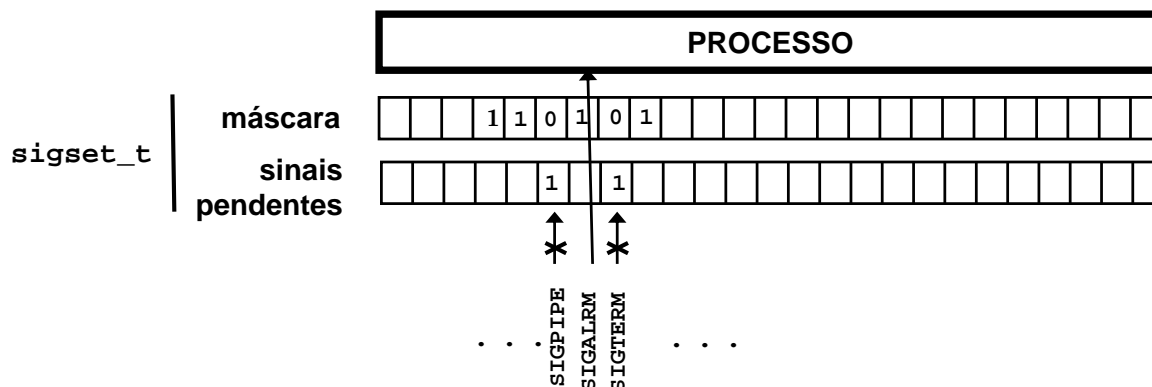 PROCESSO
máscara
1 1 0 1 0 1
sigset_t
sinais
pendentes
1 1
SIGPIPE
SIGALRM
SIGTERM
. . .
. . .